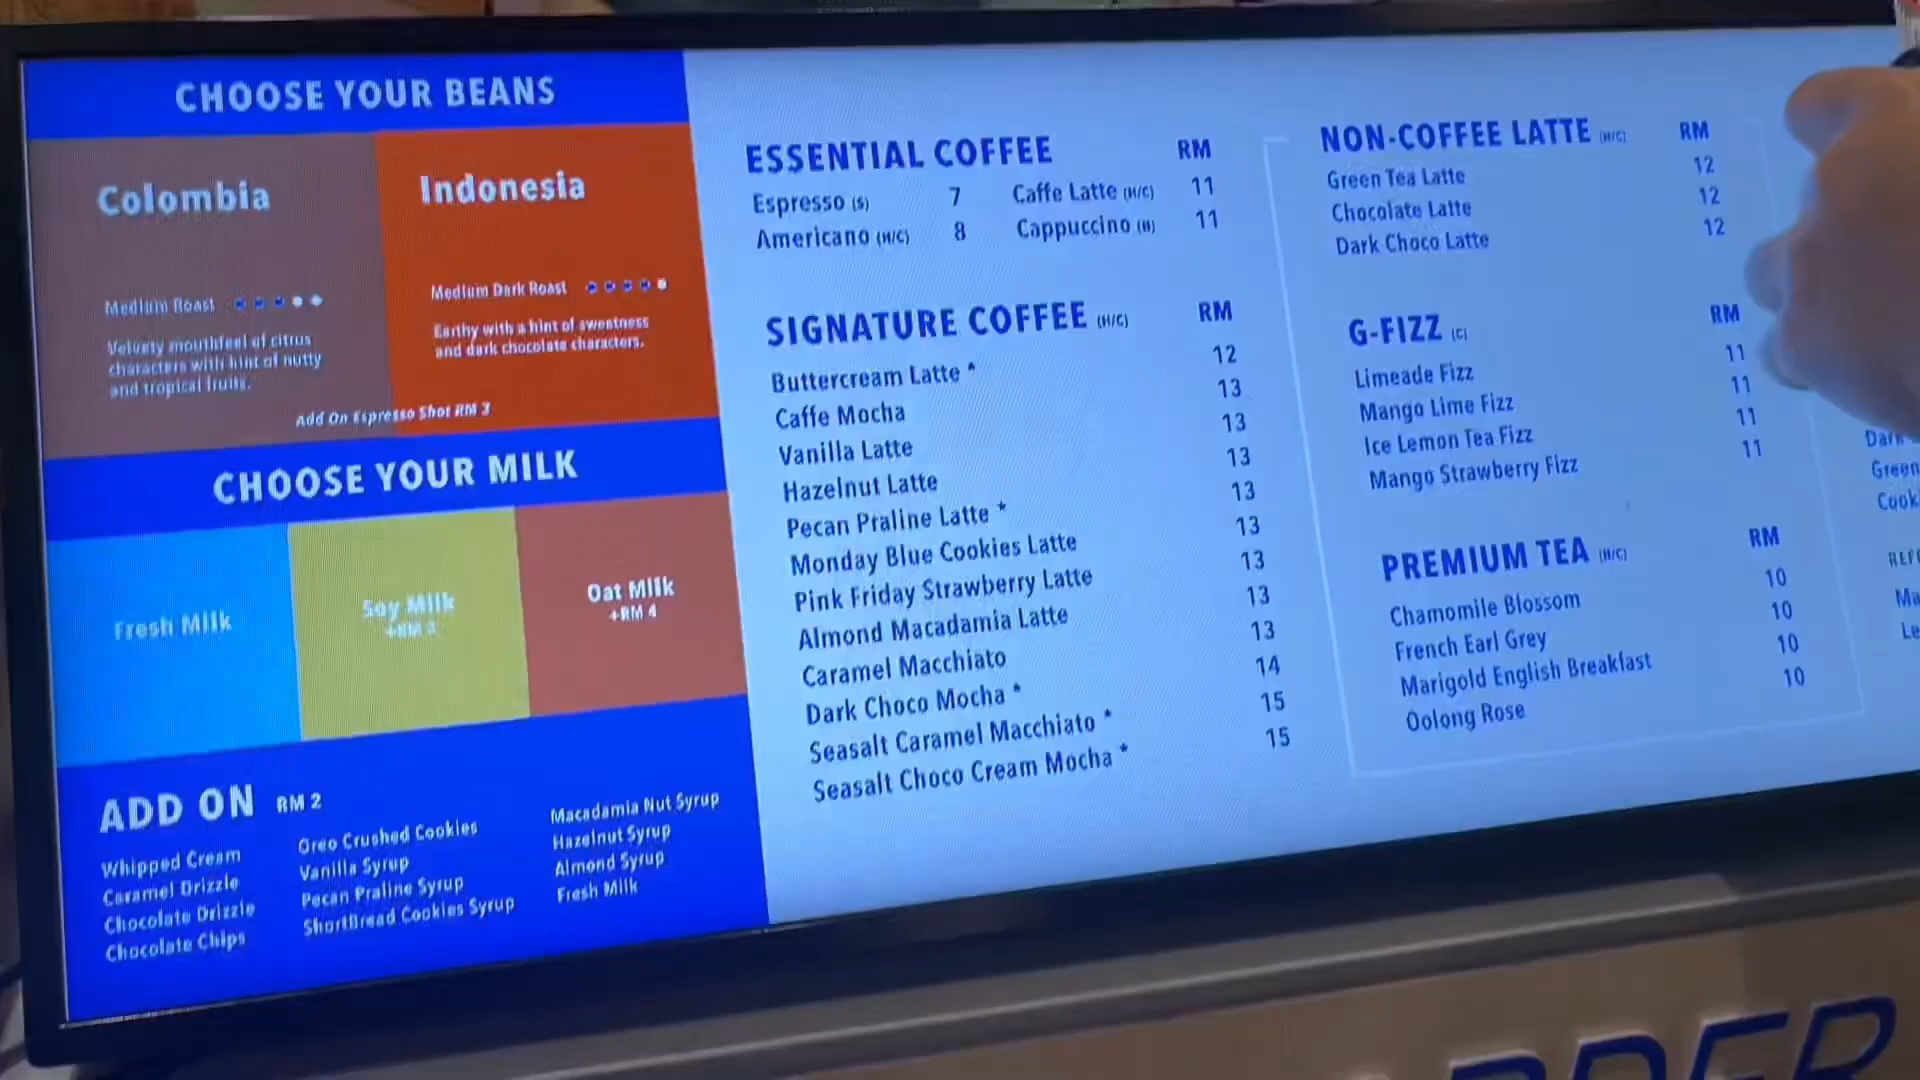 CHOOSE YOUR BEANS
Colombia
Medium Roast
Velvety mouthfeel of citrus
characters with hint of nutty
and tropical fruits.
Indonesia
Medium Dark Roast
Earthy with a hint of sweetness
and dark chocolate characters.
Add On Espresso Shot RM 3
CHOOSE YOUR MILK
Fresh Milk
Soy Milk
Oat Milk
+RM 4
ADD ON RM 2
Whipped Cream
Caramel Drizzle
Chocolate Drizzle
Chocolate Chips
Oreo Crushed Cookies
Vanilla Syrup
Pecan Praline Syrup
ShortBread Cookies Syrup
Macadamia Nut Syrup
Hazelnut Syrup
Almond Syrup
Fresh Milk
ESSENTIAL COFFEE RM
Espresso (S) 7 Caffe Latte (H/C) 11
Americano (H/C) 8 Cappuccino (H) 11
SIGNATURE COFFEE (H/C) RM
Buttercream Latte * 12
Caffe Mocha 13
Vanilla Latte 13
Hazelnut Latte 13
Pecan Praline Latte * 13
Monday Blue Cookies Latte 13
Pink Friday Strawberry Latte 13
Almond Macadamia Latte 13
Caramel Macchiato 13
Dark Choco Mocha * 14
Seasalt Caramel Macchiato * 15
Seasalt Choco Cream Mocha * 15
NON-COFFEE LATTE (H/C) RM
Green Tea Latte 12
Chocolate Latte 12
Dark Choco Latte 12
G-FIZZ (C) RM
Limeade Fizz 11
Mango Lime Fizz 11
Ice Lemon Tea Fizz 11
Mango Strawberry Fizz 11
PREMIUM TEA (H/C) RM
Chamomile Blossom 10
French Earl Grey 10
Marigold English Breakfast 10
Oolong Rose 10
Dark
Green
Cook
REF
Ma
Le